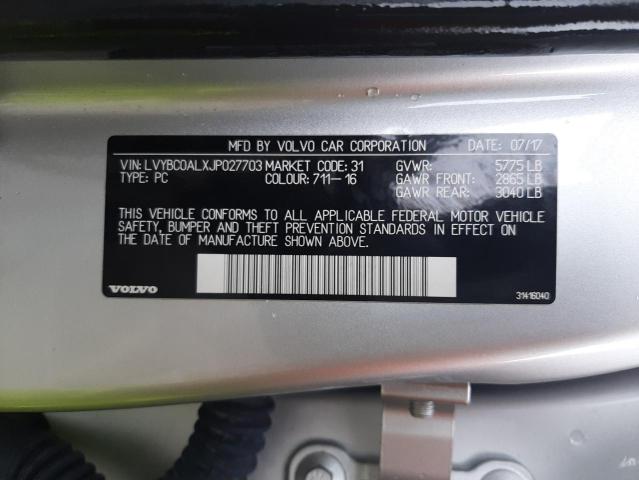 MFD BY VOLVO CAR CORPORATION DATE: 07/17
VIN: LVYBC0ALXJP027703 MARKET CODE: 31 GVWR: 5775 LB
TYPE: PC COLOUR: 711-16 GAWR FRONT: 2865 LB
GAWR REAR: 3040 LB
THIS VEHICLE CONFORMS TO ALL APPLICABLE FEDERAL MOTOR VEHICLE
SAFETY, BUMPER AND THEFT PREVENTION STANDARDS IN EFFECT ON
THE DATE OF MANUFACTURE SHOWN ABOVE.
VOLVO 31416040